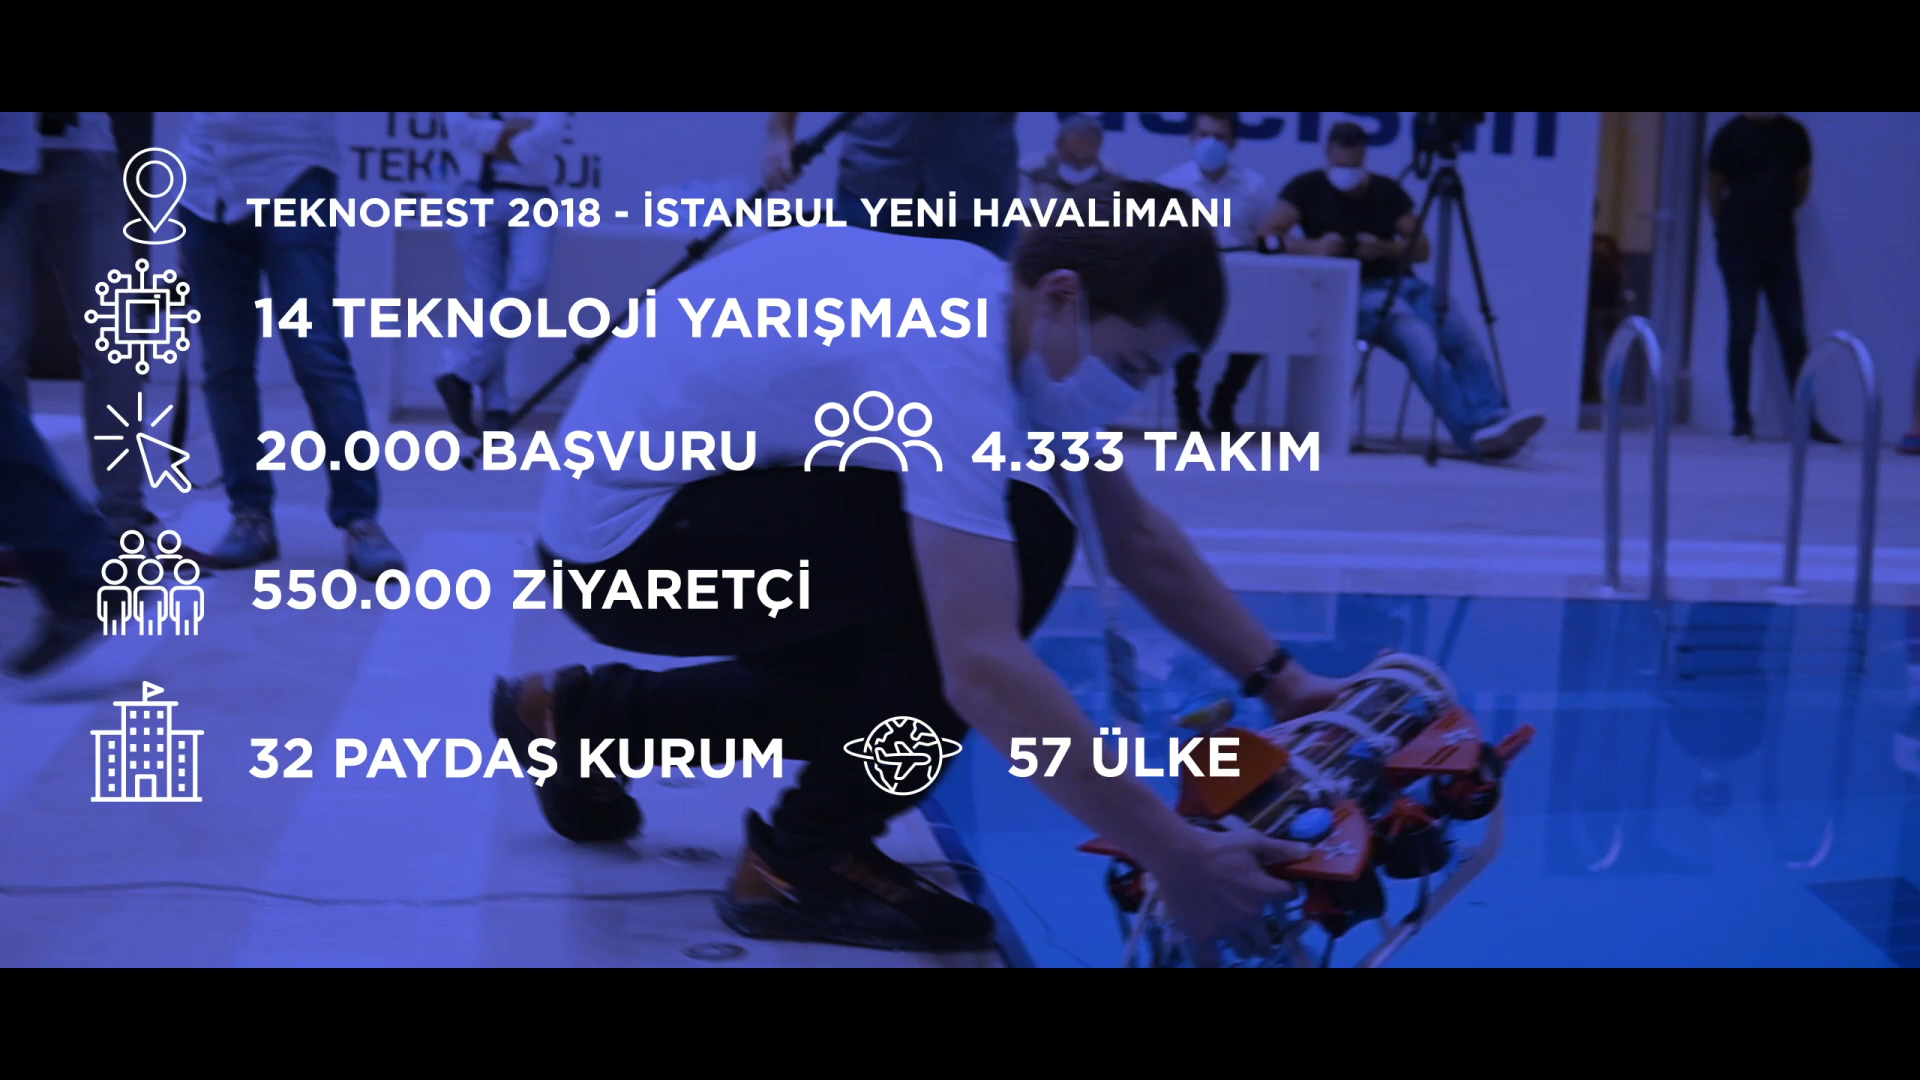 TEKNOFEST 2018 - İSTANBUL YENİ HAVALİMANI
14 TEKNOLOJİ YARIŞMASI
20.000 BAŞVURU 4.333 TAKIM
550.000 ZİYARETÇİ
32 PAYDAŞ KURUM 57 ÜLKE